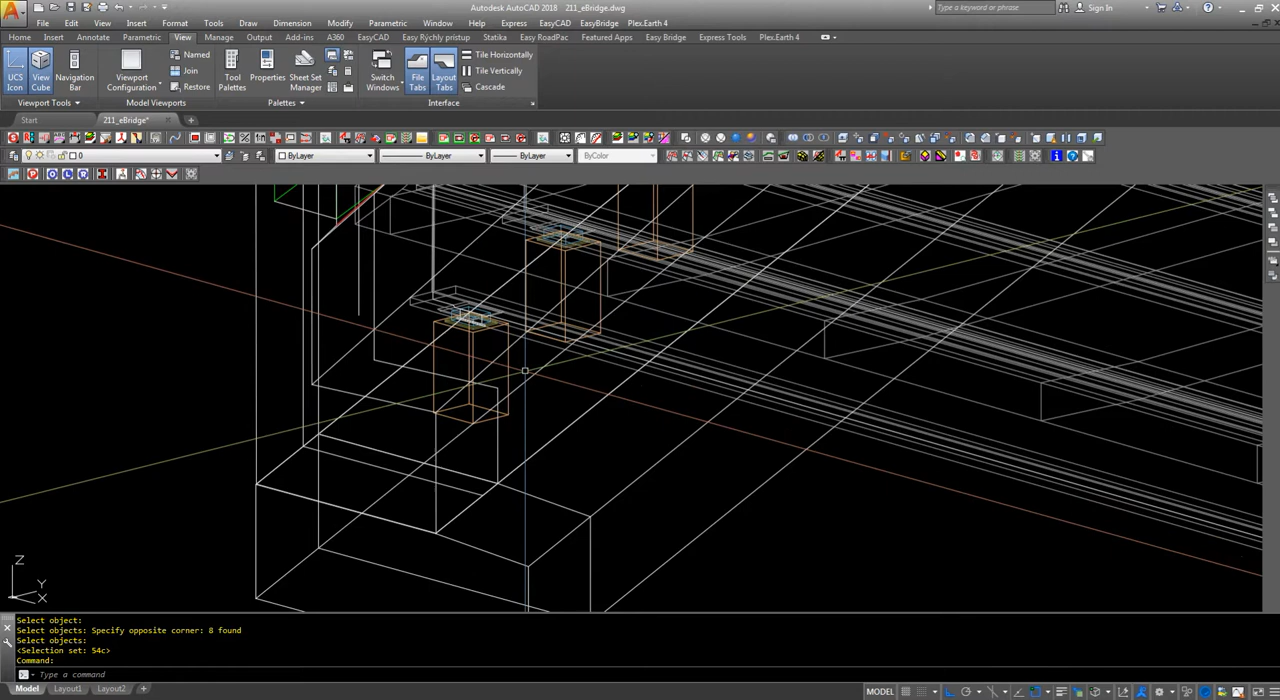 Autodesk AutoCAD 2018   211_eBridge.dwg
Type a keyword or phrase
Sign In
File Edit View Insert Format Tools Draw Dimension Modify Parametric Window Help Express EasyCAD EasyBridge Plex.Earth 4
Home Insert Annotate Parametric View Manage Output Add-ins A360 EasyCAD Easy Rychly pristup Statika Easy RoadPac Featured Apps Easy Bridge Express Tools Plex.Earth 4
UCS Icon
View Cube
Navigation Bar
Viewport Configuration
Named
Join
Restore
Tool Palettes
Properties
Sheet Set Manager
Switch Windows
File Tabs
Layout Tabs
Tile Horizontally
Tile Vertically
Cascade
Viewport Tools Model Viewports Palettes Interface
Start 211_eBridge*
0 ByLayer ByLayer ByLayer ByColor
Z
Y
X
Select object:
Select objects: Specify opposite corner: 8 found
Select objects:
<Selection set: 54c>
Command:
Type a command
Model Layout1 Layout2 MODEL